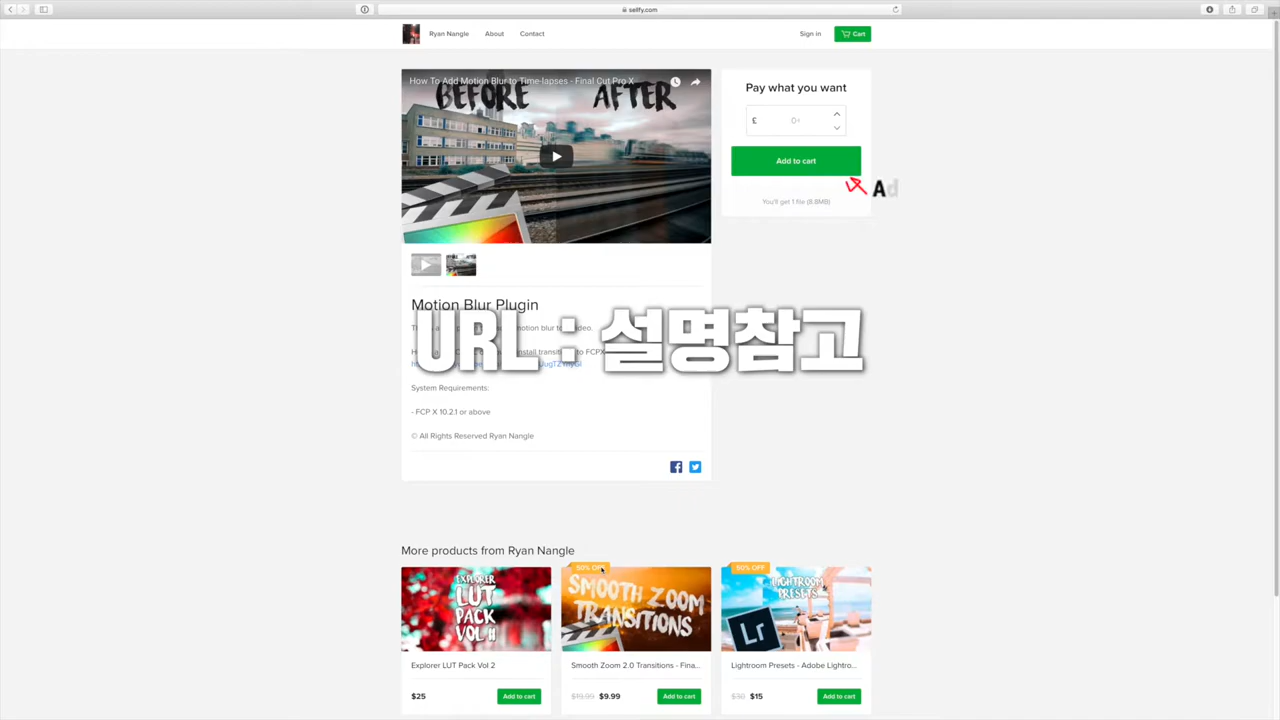 sellfy.com
Ryan Nangle
About
Contact
Sign in
Cart
How To Add Motion Blur to Time-lapses - Final Cut Pro X
BEFORE
AFTER
Pay what you want
£ 0+
Add to cart
Ad
You'll get 1 file (8.8MB)
Motion Blur Plugin
URL : 설명참고
System Requirements:
- FCP X 10.2.1 or above
© All Rights Reserved Ryan Nangle
More products from Ryan Nangle
50% OFF
50% OFF
EXPLORER
LUT
PACK
VOL II
SMOOTH ZOOM
TRANSITIONS
LIGHTROOM
PRESETS
Lr
Explorer LUT Pack Vol 2
Smooth Zoom 2.0 Transitions - Fina...
Lightroom Presets - Adobe Lightro...
$25
Add to cart
$19.99 $9.99
Add to cart
$30 $15
Add to cart